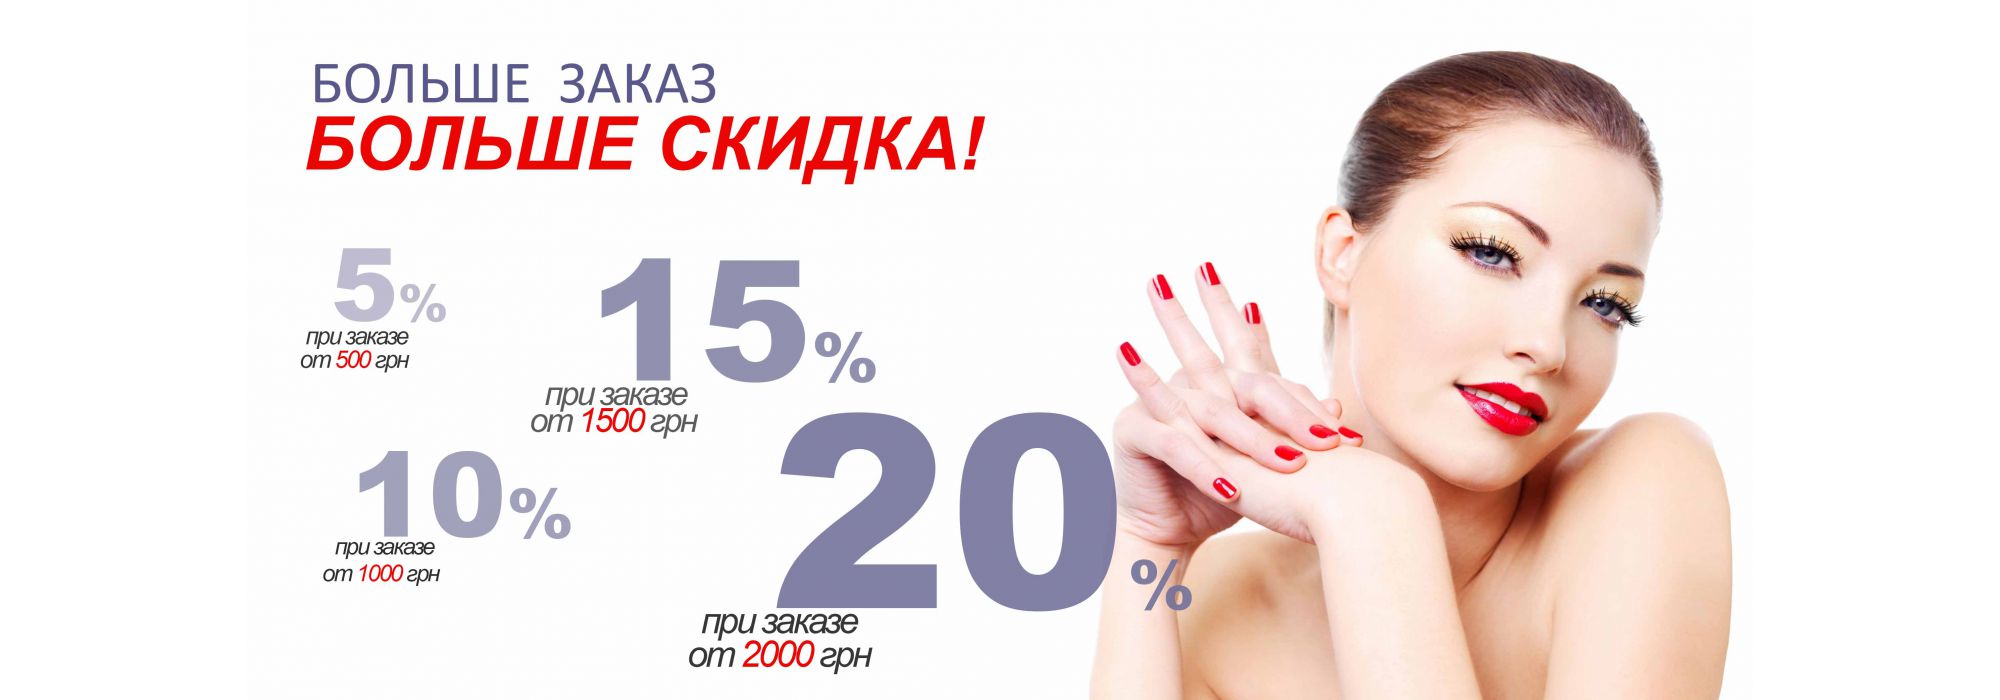 БОЛЬШЕ ЗАКАЗ
БОЛЬШЕ СКИДКА!
5%
при заказе
от 500 грн
15%
при заказе
от 1500 грн
10%
при заказе
от 1000 грн
20%
при заказе
от 2000 грн